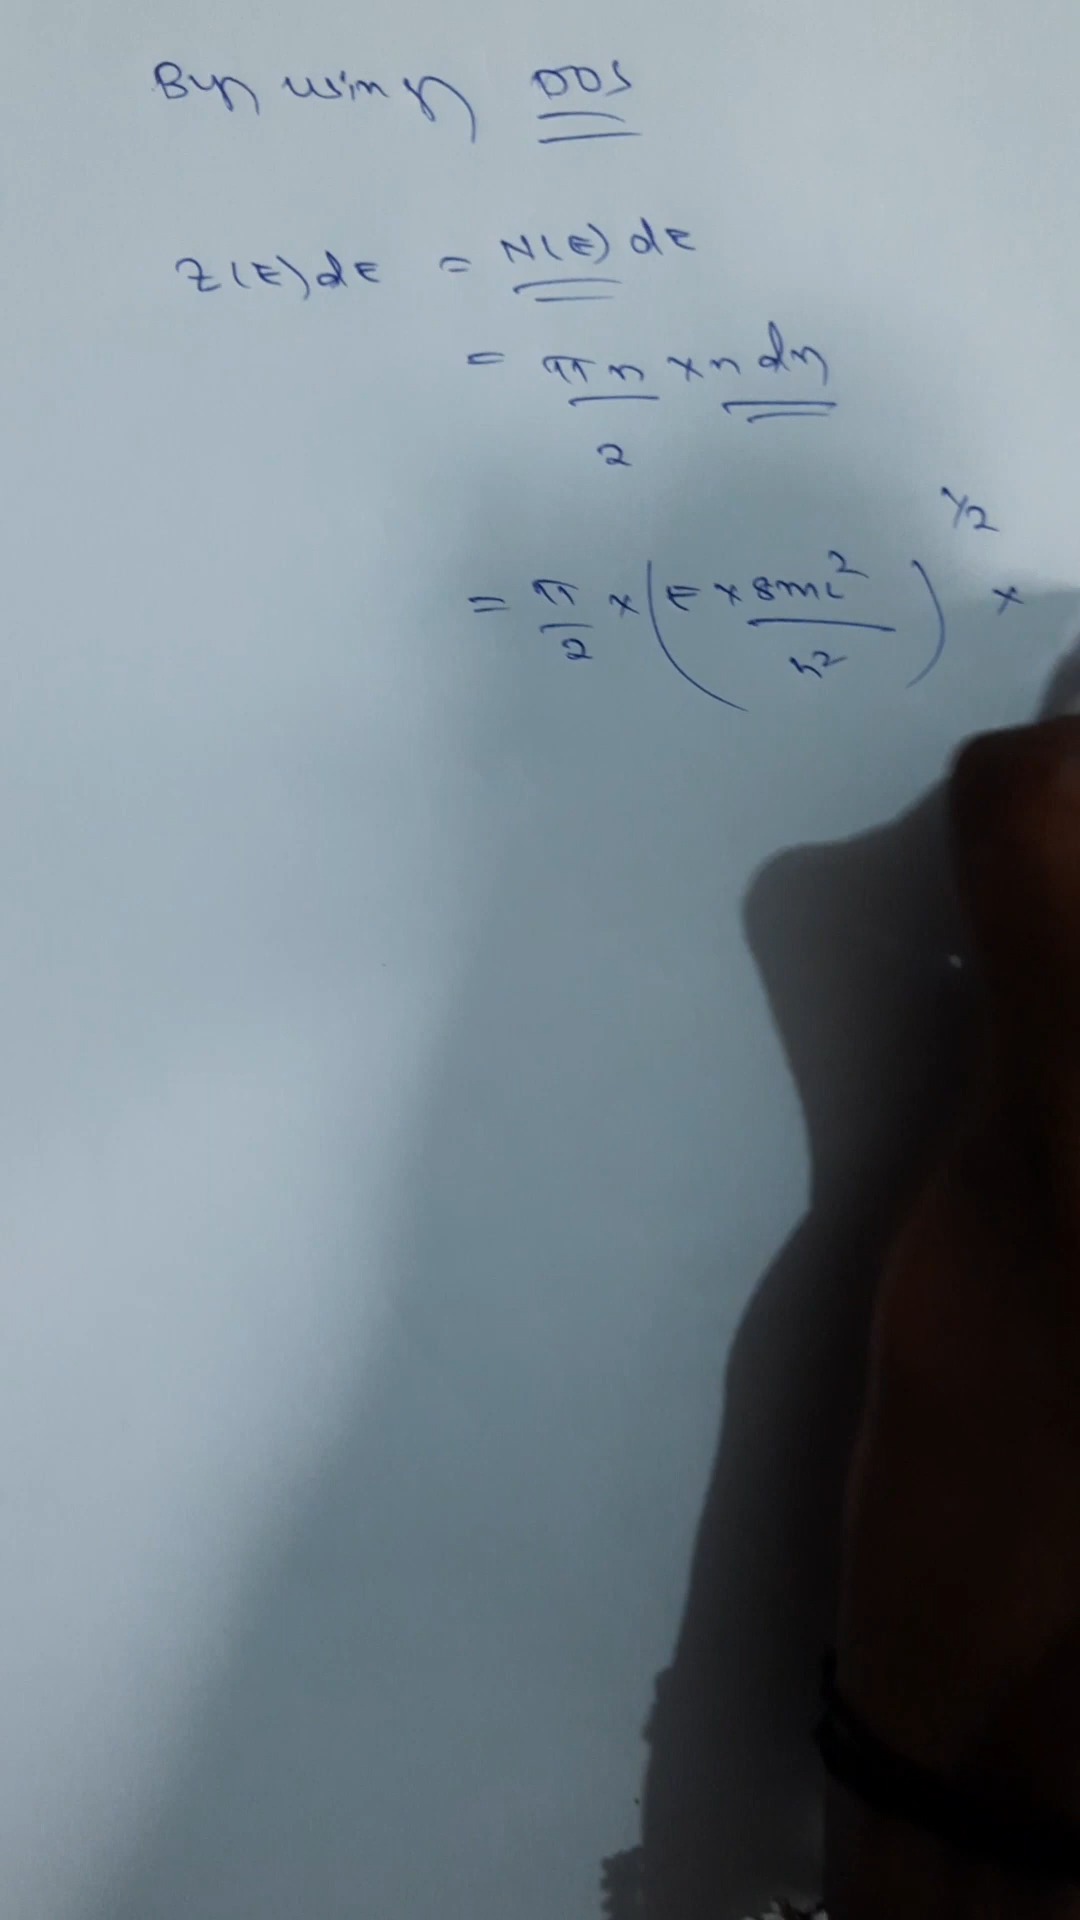 By using DOS
Z(E)dE = N(E) dE
= πn/2 × n dn
= π/2 × (E × 8mL²/h²)^1/2 ×